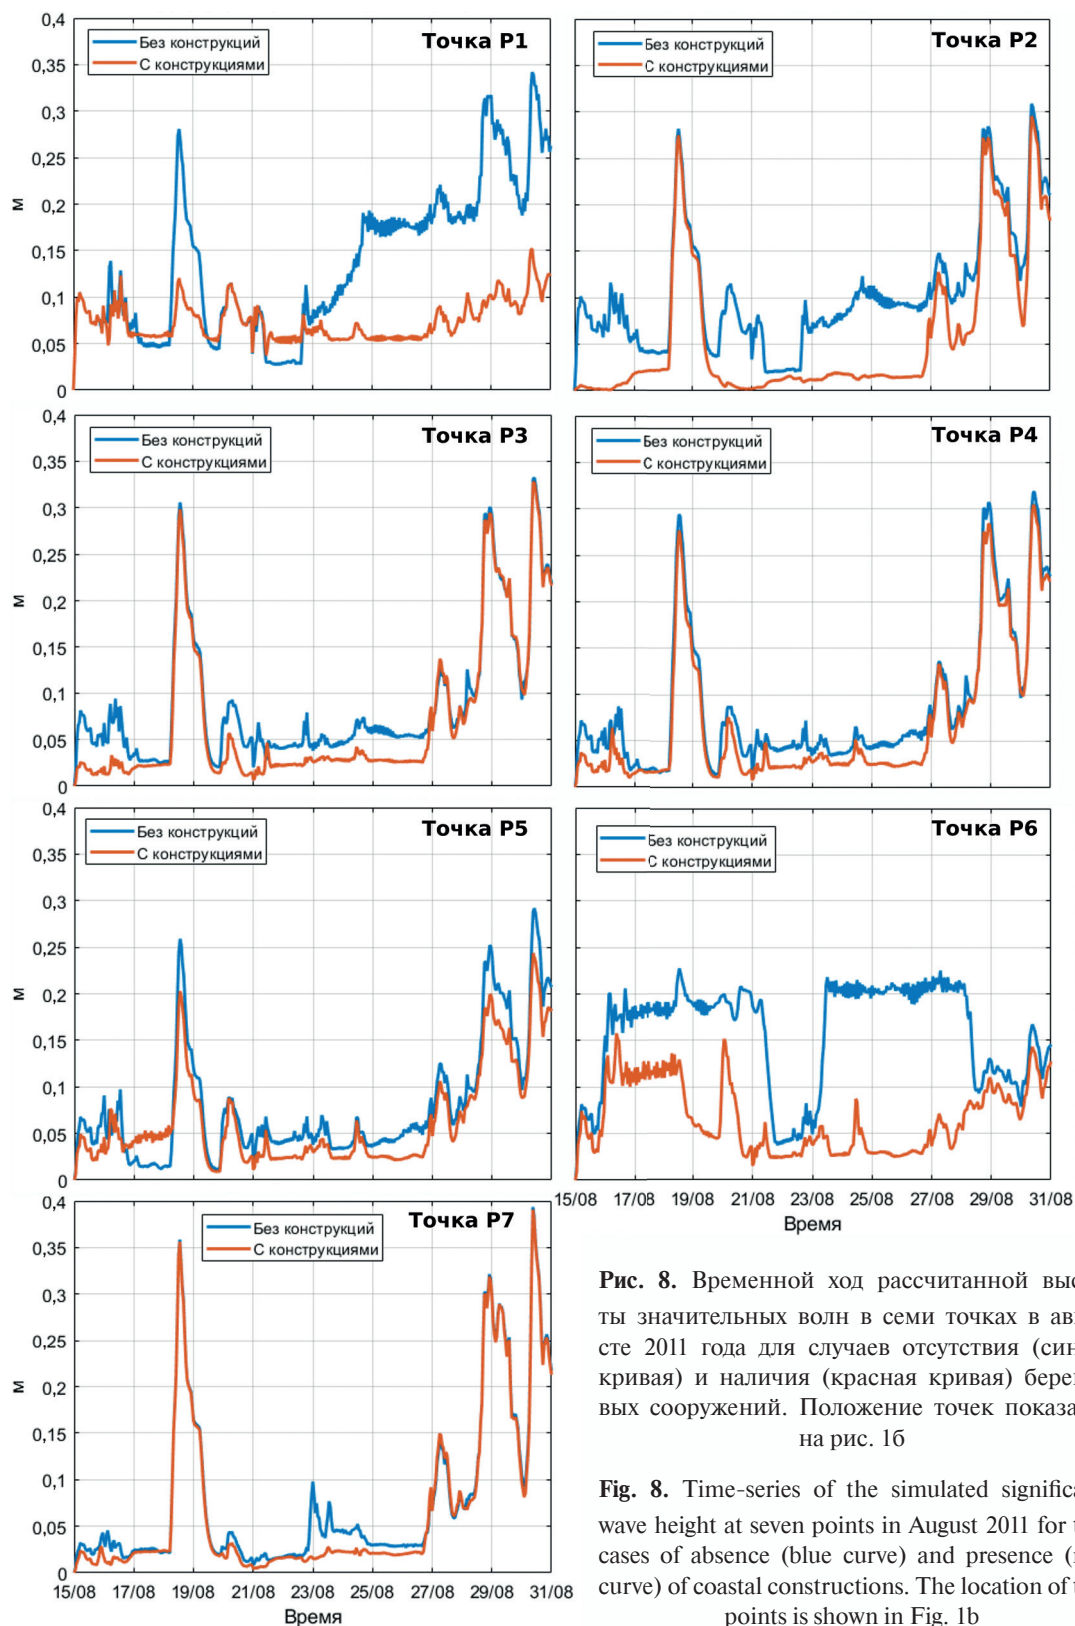 0,4
0,35
0,3
0,25
0,2
0,15
0,1
0,05
0
м
Без конструкций
С конструкциями
Точка P1
Без конструкций
С конструкциями
Точка P2
0,4
0,35
0,3
0,25
0,2
0,15
0,1
0,05
0
м
Без конструкций
С конструкциями
Точка P3
Без конструкций
С конструкциями
Точка P4
0,4
0,35
0,3
0,25
0,2
0,15
0,1
0,05
0
м
Без конструкций
С конструкциями
Точка P5
Без конструкций
С конструкциями
Точка P6
15/08 17/08 19/08 21/08 23/08 25/08 27/08 29/08 31/08
Время
0,4
0,35
0,3
0,25
0,2
0,15
0,1
0,05
0
м
Без конструкций
С конструкциями
Точка P7
15/08 17/08 19/08 21/08 23/08 25/08 27/08 29/08 31/08
Время
Рис. 8. Временной ход рассчитанной выс
ты значительных волн в семи точках в
сте 2011 года для случаев отсутствия (син
кривая) и наличия (красная кривая) берег
вых сооружений. Положение точек показа
на рис. 1б
Fig. 8. Time-series of the simulated significa
wave height at seven points in August 2011 for
cases of absence (blue curve) and presence
curve) of coastal constructions. The location of
points is shown in Fig. 1b